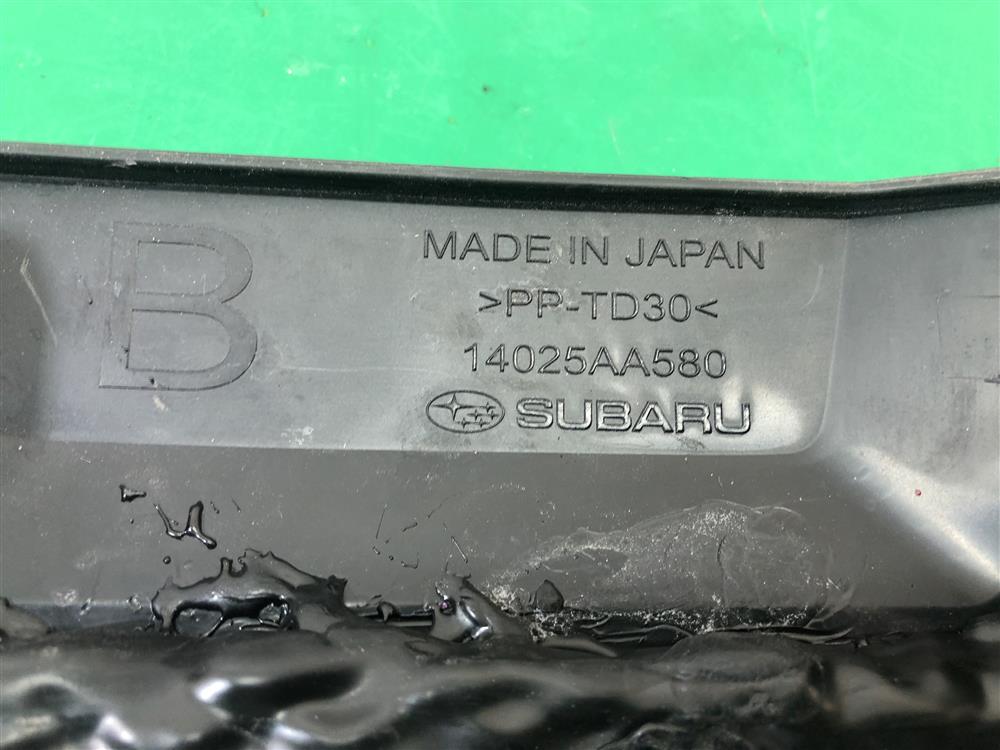 B
MADE IN JAPAN
>PP-TD30<
14025AA580
SUBARU